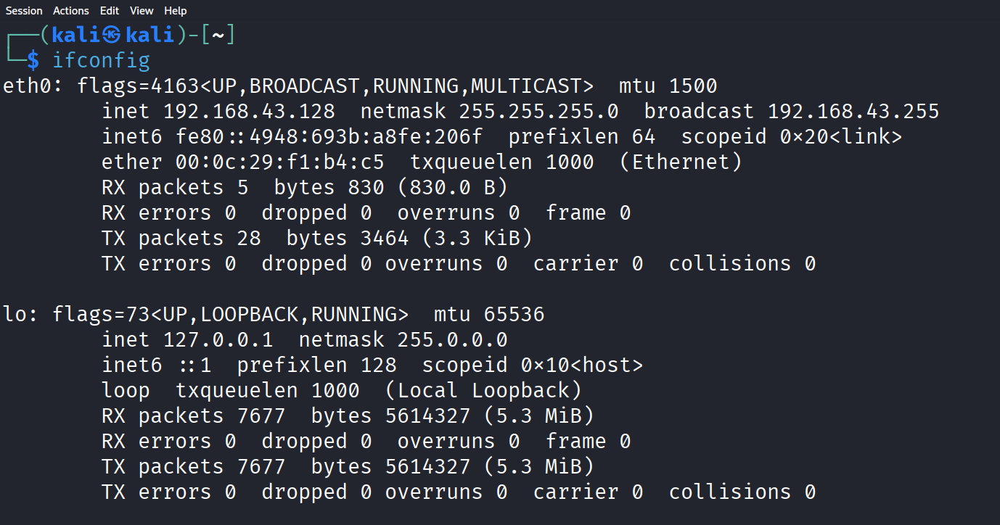 Session Actions Edit View Help
┌──(kali㉿kali)-[~]
└─$ ifconfig
eth0: flags=4163<UP,BROADCAST,RUNNING,MULTICAST>  mtu 1500
        inet 192.168.43.128  netmask 255.255.255.0  broadcast 192.168.43.255
        inet6 fe80::4948:693b:a8fe:206f  prefixlen 64  scopeid 0×20<link>
        ether 00:0c:29:f1:b4:c5  txqueuelen 1000  (Ethernet)
        RX packets 5  bytes 830 (830.0 B)
        RX errors 0  dropped 0  overruns 0  frame 0
        TX packets 28  bytes 3464 (3.3 KiB)
        TX errors 0  dropped 0 overruns 0  carrier 0  collisions 0

lo: flags=73<UP,LOOPBACK,RUNNING>  mtu 65536
        inet 127.0.0.1  netmask 255.0.0.0
        inet6 ::1  prefixlen 128  scopeid 0×10<host>
        loop  txqueuelen 1000  (Local Loopback)
        RX packets 7677  bytes 5614327 (5.3 MiB)
        RX errors 0  dropped 0  overruns 0  frame 0
        TX packets 7677  bytes 5614327 (5.3 MiB)
        TX errors 0  dropped 0 overruns 0  carrier 0  collisions 0